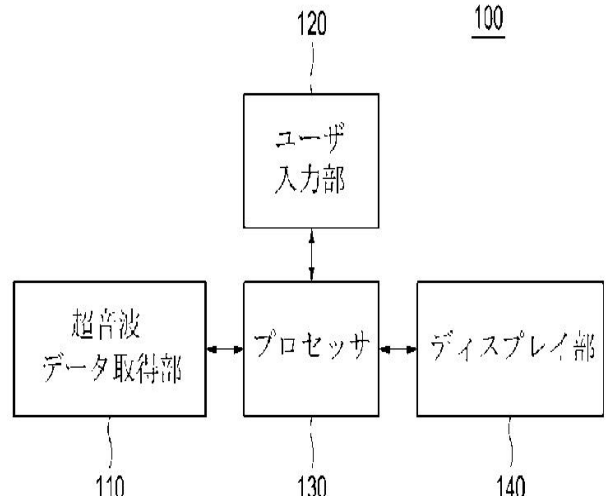 120
100
ユーザ
入力部
超音波
データ取得部
プロセッサ
ディスプレイ部
110
130
140